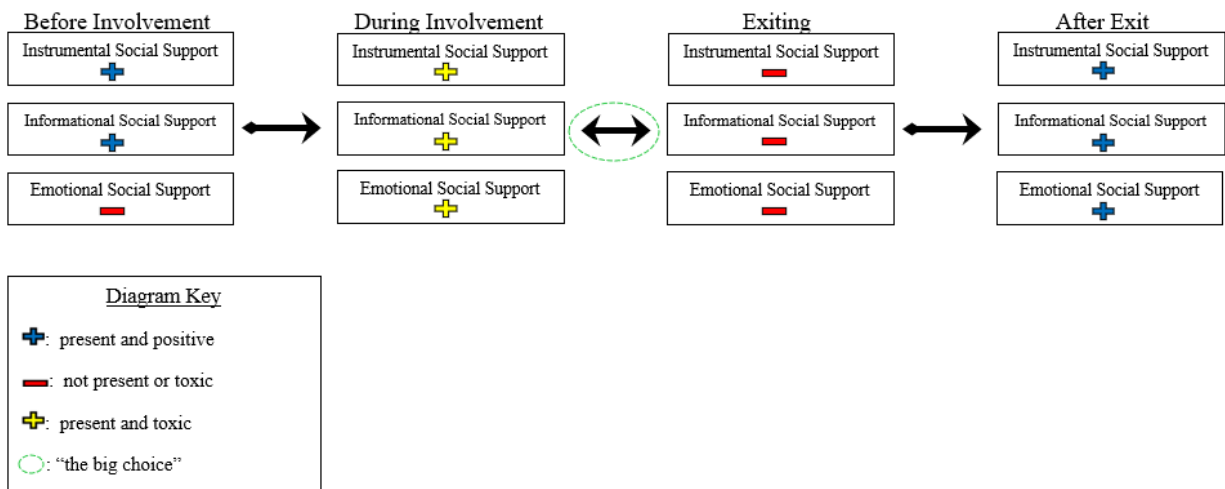 Before Involvement
Instrumental Social Support
Informational Social Support
Emotional Social Support
During Involvement
Instrumental Social Support
Informational Social Support
Emotional Social Support
Exiting
Instrumental Social Support
Informational Social Support
Emotional Social Support
After Exit
Instrumental Social Support
Informational Social Support
Emotional Social Support
Diagram Key
: present and positive
: not present or toxic
: present and toxic
: “the big choice”